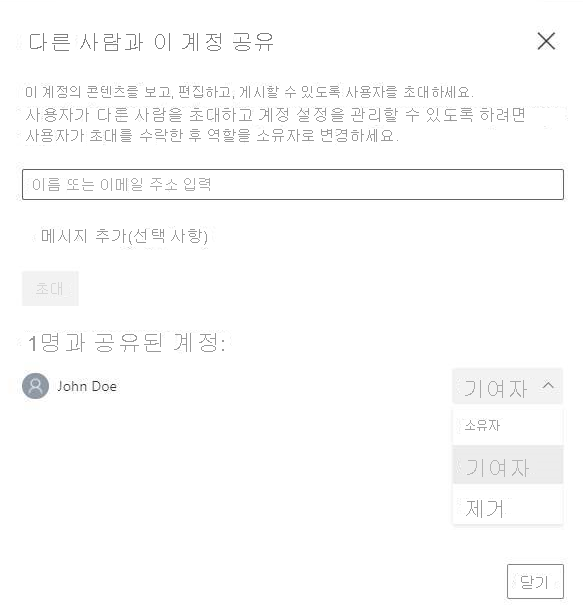 다른 사람과 이 계정 공유
이 계정의 콘텐츠를 보고, 편집하고, 게시할 수 있도록 사용자를 초대하세요.
사용자가 다른 사람을 초대하고 계정 설정을 관리할 수 있도록 하려면
사용자가 초대를 수락한 후 역할을 소유자로 변경하세요.
이름 또는 이메일 주소 입력
메시지 추가(선택 사항)
초대
1명과 공유된 계정:
John Doe
기여자
소유자
기여자
제거
닫기